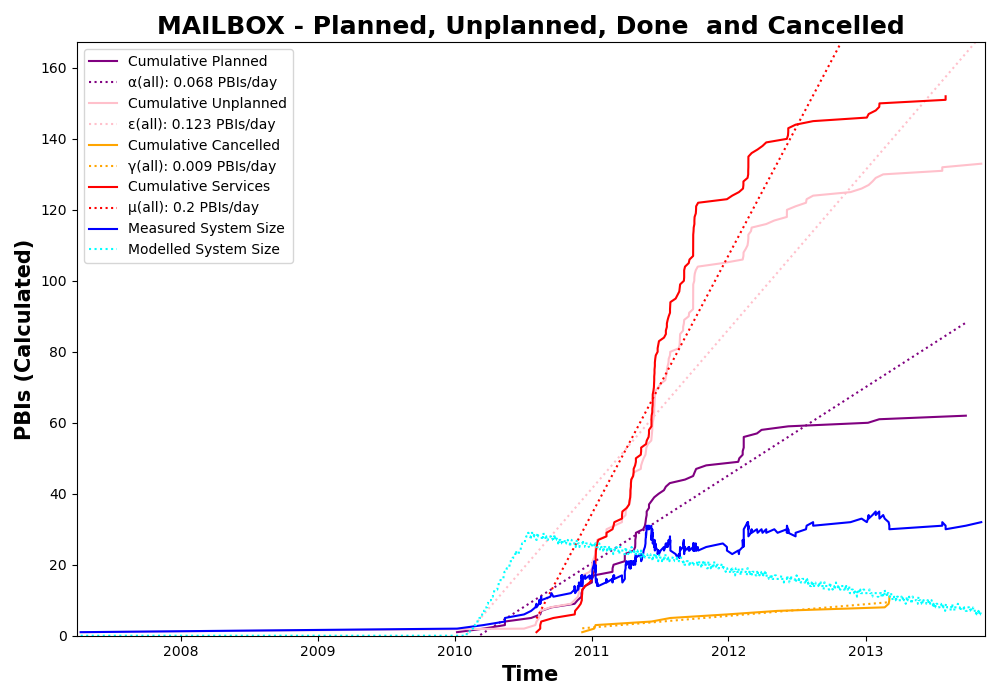 MAILBOX - Planned, Unplanned, Done  and Cancelled
PBIs (Calculated)
160
140
120
100
80
60
40
20
0
Cumulative Planned
α(all): 0.068 PBIs/day
Cumulative Unplanned
ε(all): 0.123 PBIs/day
Cumulative Cancelled
γ(all): 0.009 PBIs/day
Cumulative Services
μ(all): 0.2 PBIs/day
Measured System Size
Modelled System Size
2008 2009 2010 2011 2012 2013
Time